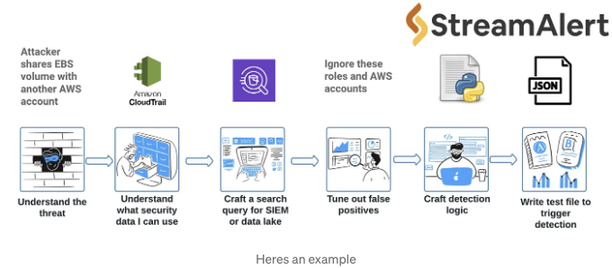 StreamAlert
Attacker
shares EBS
volume with
another AWS
account
Amazon
CloudTrail
Ignore these
roles and AWS
accounts
JSON
Understand the
threat
Understand
what security
data I can use
Craft a search
query for SIEM
or data lake
Tune out false
positives
Craft detection
logic
A
B
Write test file to
trigger
detection
Heres an example